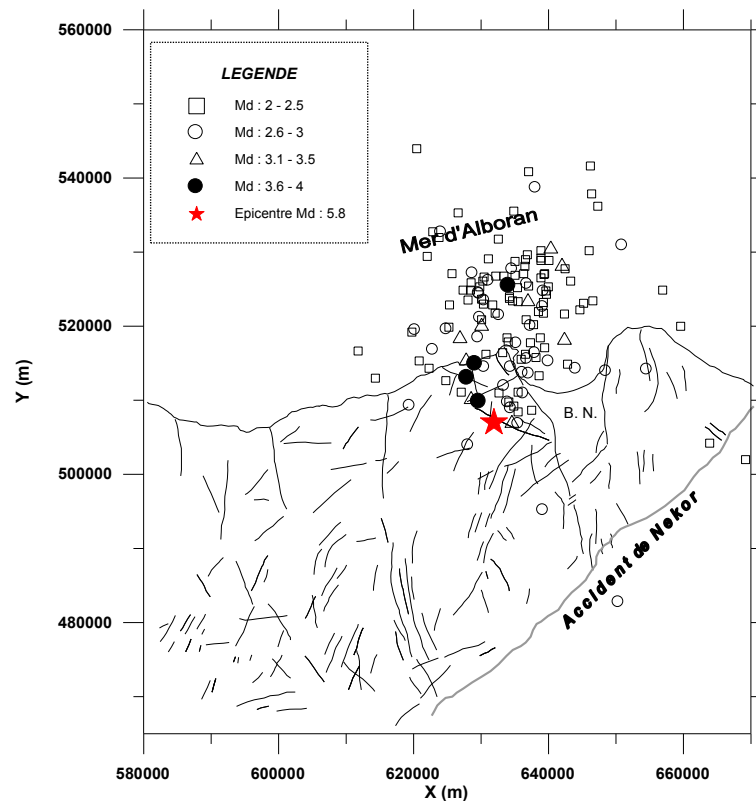 560000
540000
520000
500000
480000
Y (m)
LEGENDE
Md : 2 - 2.5
Md : 2.6 - 3
Md : 3.1 - 3.5
Md : 3.6 - 4
Epicentre Md : 5.8
Mer d'Alboran
B. N.
Accident de Nekor
580000 600000 620000 640000 660000
X (m)